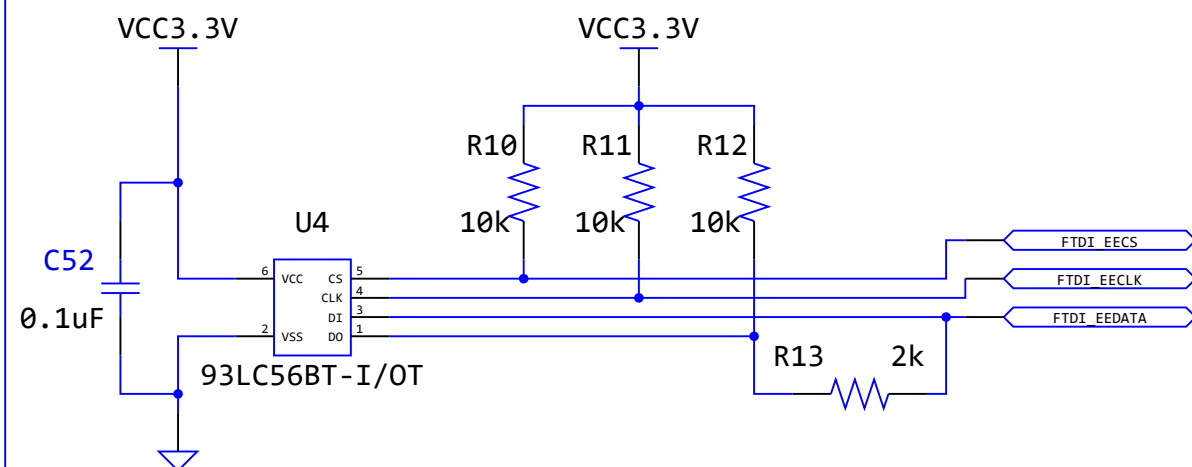 VCC3.3V VCC3.3V
R10 R11 R12
10k 10k 10k
U4
C52
0.1uF
6 VCC CS 5
CLK 4
DI 3
2 VSS DO 1
93LC56BT-I/OT
R13 2k
FTDI_EECS
FTDI_EECLK
FTDI_EEDATA